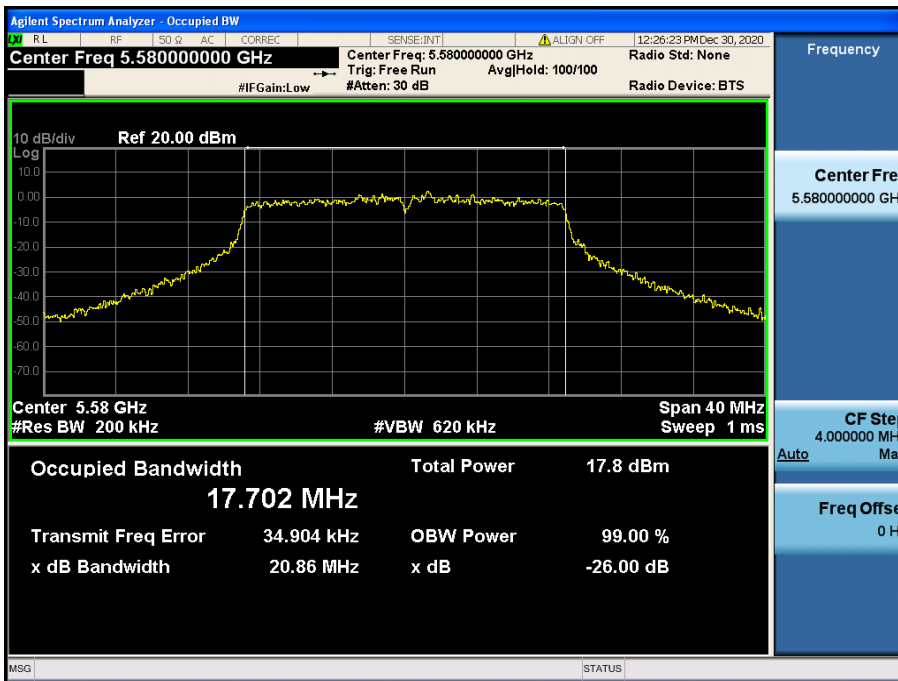 Agilent Spectrum Analyzer - Occupied BW
LXI RL RF 50 Ω AC CORREC SENSE:INT ALIGN OFF 12:26:23 PM Dec 30, 2020
Center Freq 5.580000000 GHz
Center Freq: 5.580000000 GHz
Radio Std: None
Trig: Free Run Avg|Hold: 100/100
#IFGain:Low
#Atten: 30 dB
Radio Device: BTS
10 dB/div Ref 20.00 dBm
Log
10.0
0.00
-10.0
-20.0
-30.0
-40.0
-50.0
-60.0
-70.0
Center 5.58 GHz Span 40 MHz
#Res BW 200 kHz #VBW 620 kHz Sweep 1 ms
Occupied Bandwidth Total Power 17.8 dBm
17.702 MHz
Transmit Freq Error 34.904 kHz OBW Power 99.00 %
x dB Bandwidth 20.86 MHz x dB -26.00 dB
MSG STATUS
Frequency
Center Fre
5.580000000 GH
CF Ste
4.000000 MH
Auto Ma
Freq Offse
0 H